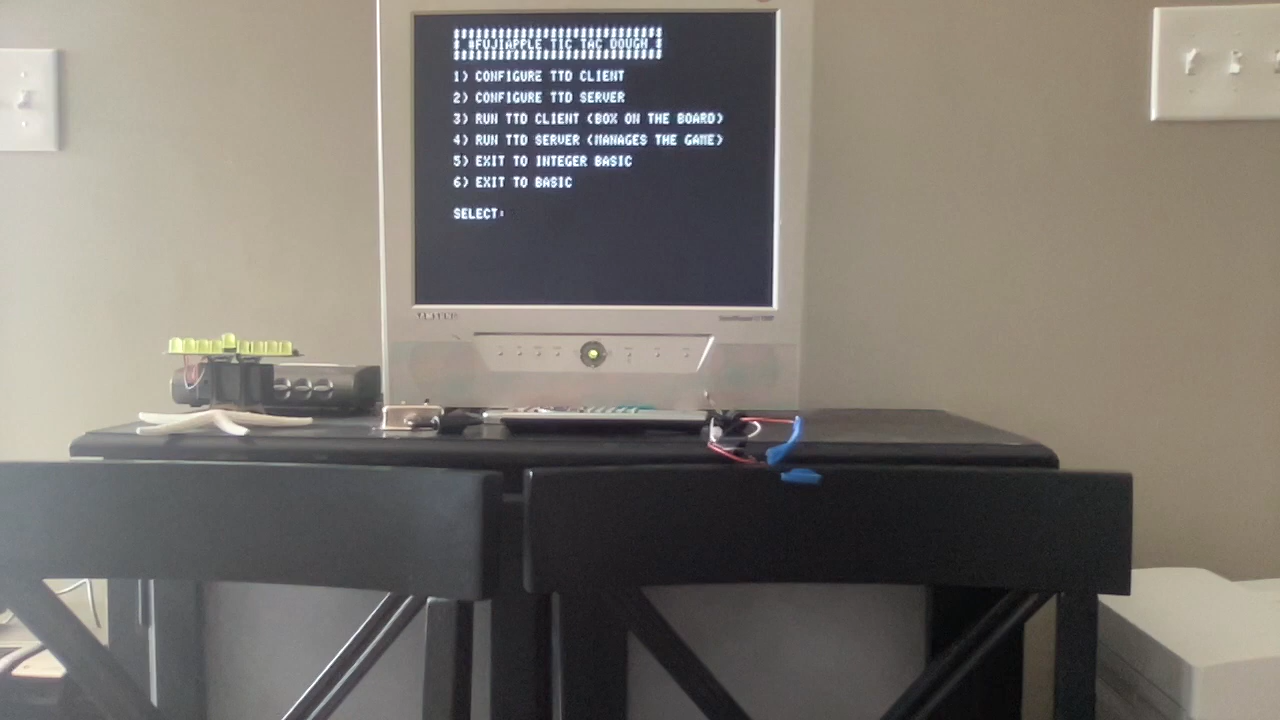 $$$$$$$$$$$$$$$$$$$$$$$$$$$$$
$ #FUJIAPPLE TIC TAC DOUGH $
$$$$$$$$$$$$$$$$$$$$$$$$$$$$$
1) CONFIGURE TTD CLIENT
2) CONFIGURE TTD SERVER
3) RUN TTD CLIENT (BOX ON THE BOARD)
4) RUN TTD SERVER (MANAGES THE GAME)
5) EXIT TO INTEGER BASIC
6) EXIT TO BASIC
SELECT:
SAMSUNG